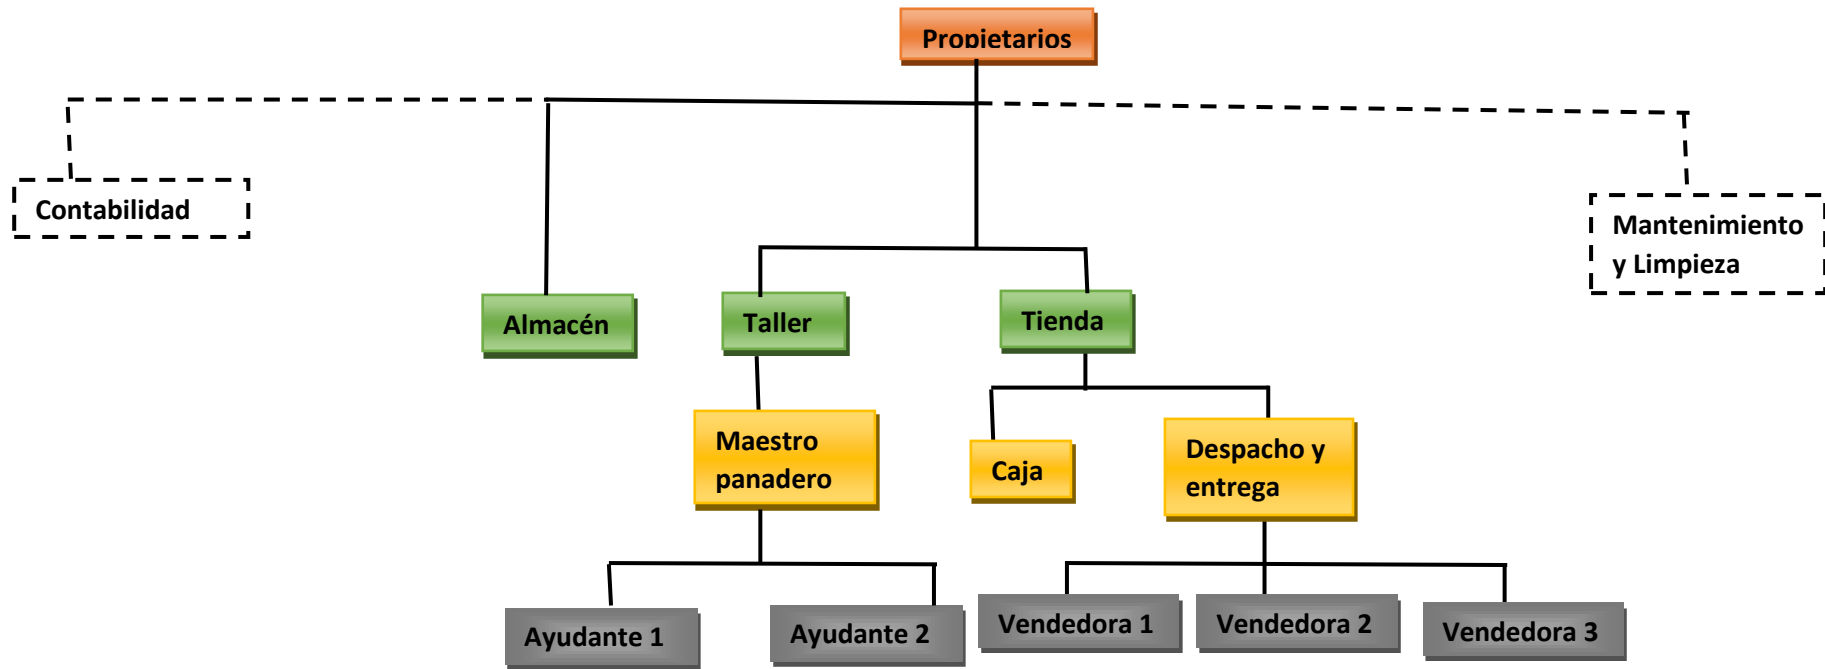 Propietarios
Contabilidad
Mantenimiento
y Limpieza
Almacén
Taller
Tienda
Maestro
panadero
Caja
Despacho y
entrega
Ayudante 1
Ayudante 2
Vendedora 1
Vendedora 2
Vendedora 3